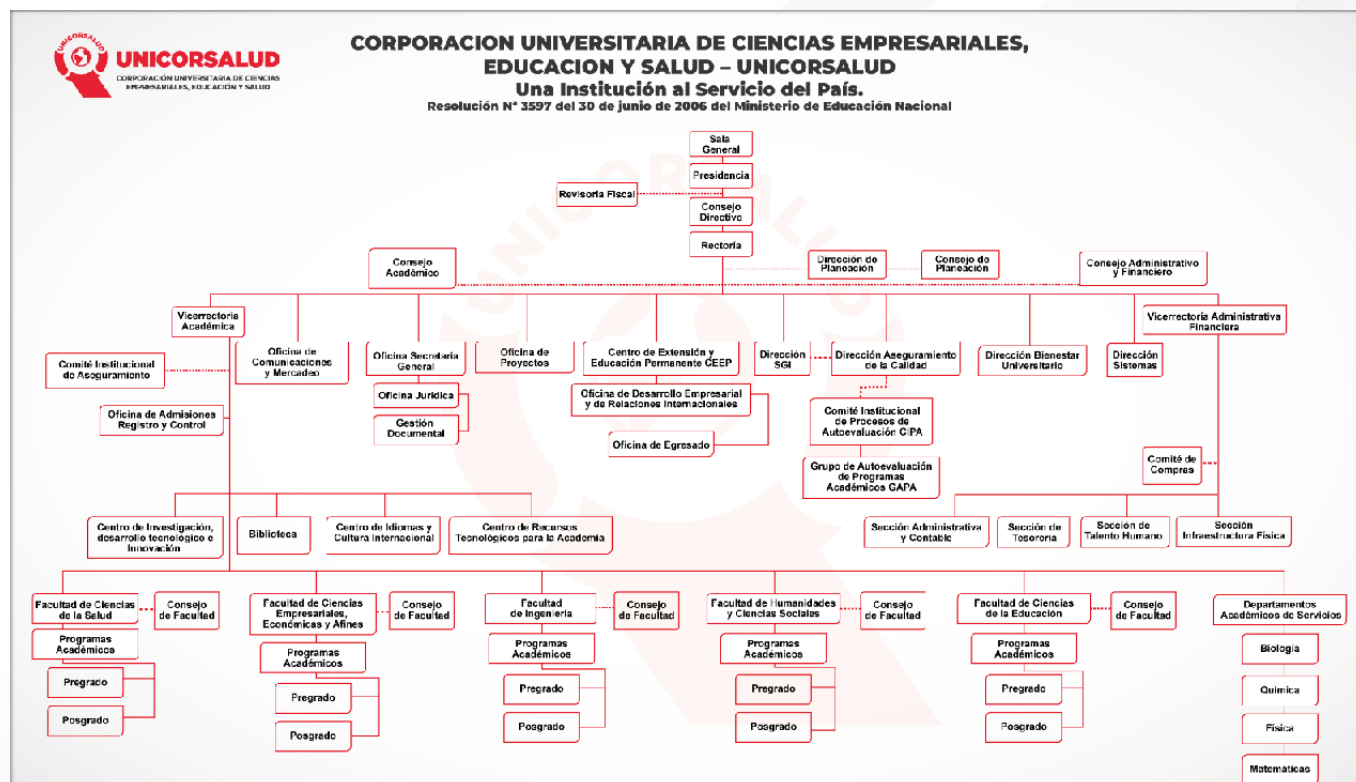 UNICORSALUD
UNICORSALUD
CORPORACIÓN UNIVERSITARIA DE CIENCIAS
EMPRESARIALES, EDUCACIÓN Y SALUD
CORPORACION UNIVERSITARIA DE CIENCIAS EMPRESARIALES,
EDUCACION Y SALUD – UNICORSALUD
Una Institución al Servicio del País.
Resolución N° 3597 del 30 de junio de 2006 del Ministerio de Educación Nacional
UNICORSALUD
Sala
General
Presidencia
Revisoría Fiscal
Consejo
Directivo
Rectoría
Consejo
Académico
Dirección de
Planeación
Consejo de
Planeación
Consejo Administrativo
y Financiero
Vicerrectoría
Académica
Vicerrectoría Administrativa
Financiera
Comité Institucional
de Aseguramiento
Oficina de
Comunicaciones
y Mercadeo
Oficina Secretaria
General
Oficina de
Proyectos
Centro de Extensión y
Educación Permanente CEEP
Dirección
SGI
Dirección Aseguramiento
de la Calidad
Dirección Bienestar
Universitario
Dirección
Sistemas
Oficina Jurídica
Gestión
Documental
Oficina de Desarrollo Empresarial
y de Relaciones Internacionales
Oficina de Egresado
Comité Institucional
de Procesos de
Autoevaluación CIPA
Grupo de Autoevaluación
de Programas
Académicos GAPA
Oficina de Admisiones
Registro y Control
Comité de
Compras
Centro de Investigación,
desarrollo tecnológico e
Innovación
Biblioteca
Centro de Idiomas y
Cultura Internacional
Centro de Recursos
Tecnológicos para la Academia
Sección Administrativa
y Contable
Sección de
Tesorería
Sección de
Talento Humano
Sección
Infraestructura Física
Facultad de Ciencias
de la Salud
Consejo
de Facultad
Programas
Académicos
Pregrado
Posgrado
Facultad de Ciencias
Empresariales,
Económicas y Afines
Consejo
de Facultad
Programas
Académicos
Pregrado
Posgrado
Facultad
de Ingeniería
Consejo
de Facultad
Programas
Académicos
Pregrado
Posgrado
Facultad de Humanidades
y Ciencias Sociales
Consejo
de Facultad
Programas
Académicos
Pregrado
Posgrado
Facultad de Ciencias
de la Educación
Consejo
de Facultad
Programas
Académicos
Pregrado
Posgrado
Departamentos
Académicos de Servicios
Biología
Química
Física
Matemáticas